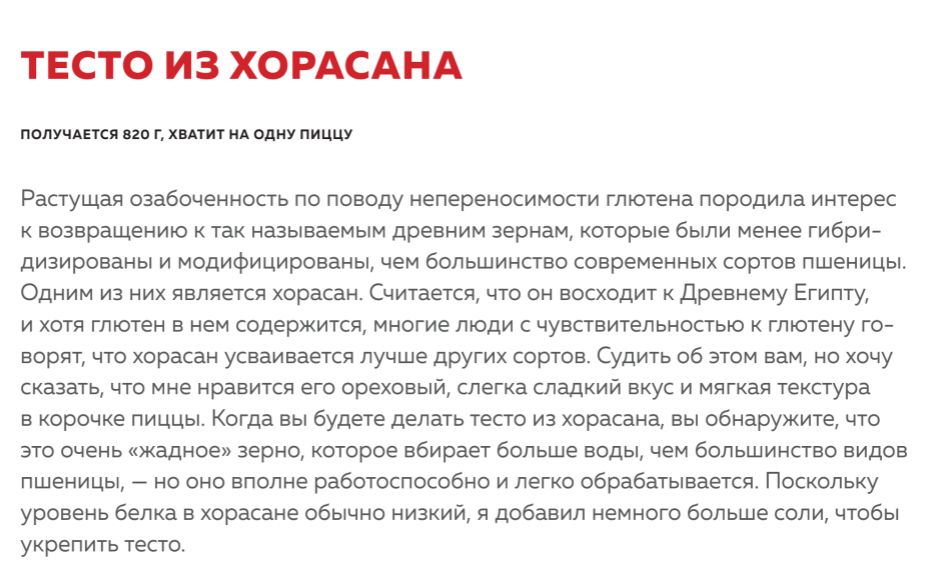 ТЕСТО ИЗ ХОРАСАНА
ПОЛУЧАЕТСЯ 820 Г, ХВАТИТ НА ОДНУ ПИЦЦУ
Растущая озабоченность по поводу непереносимости глютена породила интерес
к возвращению к так называемым древним зернам, которые были менее гибри-
дизированы и модифицированы, чем большинство современных сортов пшеницы.
Одним из них является хорасан. Считается, что он восходит к Древнему Египту,
и хотя глютен в нем содержится, многие люди с чувствительностью к глютену го-
ворят, что хорасан усваивается лучше других сортов. Судить об этом вам, но хочу
сказать, что мне нравится его ореховый, слегка сладкий вкус и мягкая текстура
в корочке пиццы. Когда вы будете делать тесто из хорасана, вы обнаружите, что
это очень «жадное» зерно, которое вбирает больше воды, чем большинство видов
пшеницы, — но оно вполне работоспособно и легко обрабатывается. Поскольку
уровень белка в хорасане обычно низкий, я добавил немного больше соли, чтобы
укрепить тесто.